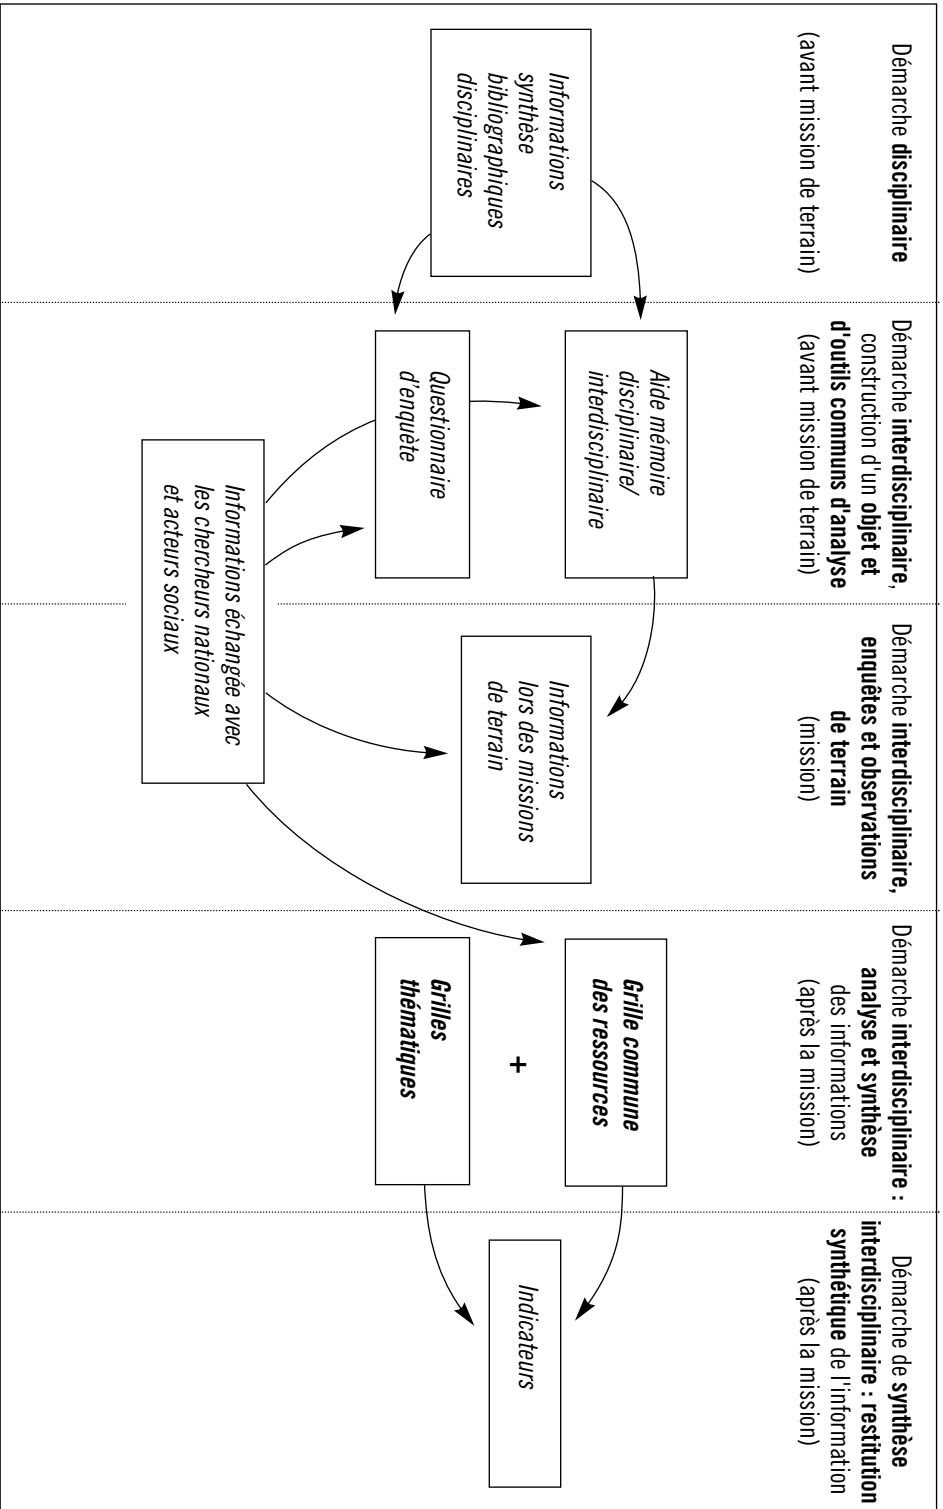 Démarche disciplinaire
(avant mission de terrain)
Démarche interdisciplinaire,
construction d'un objet et
d'outils communs d'analyse
(avant mission de terrain)
Démarche interdisciplinaire,
enquêtes et observations
de terrain
(mission)
Démarche interdisciplinaire :
analyse et synthèse
des informations
(après la mission)
Démarche de synthèse
interdisciplinaire : restitution
synthétique de l'information
(après la mission)
Informations
synthèse
bibliographiques
disciplinaires
Aide mémoire
disciplinaire/
interdisciplinaire
Questionnaire
d'enquète
Informations
lors des missions
de terrain
Grille commune
des ressources
+
Grilles
thématiques
Indicateurs
Informations échangée avec
les chercheurs nationaux
et acteurs sociaux